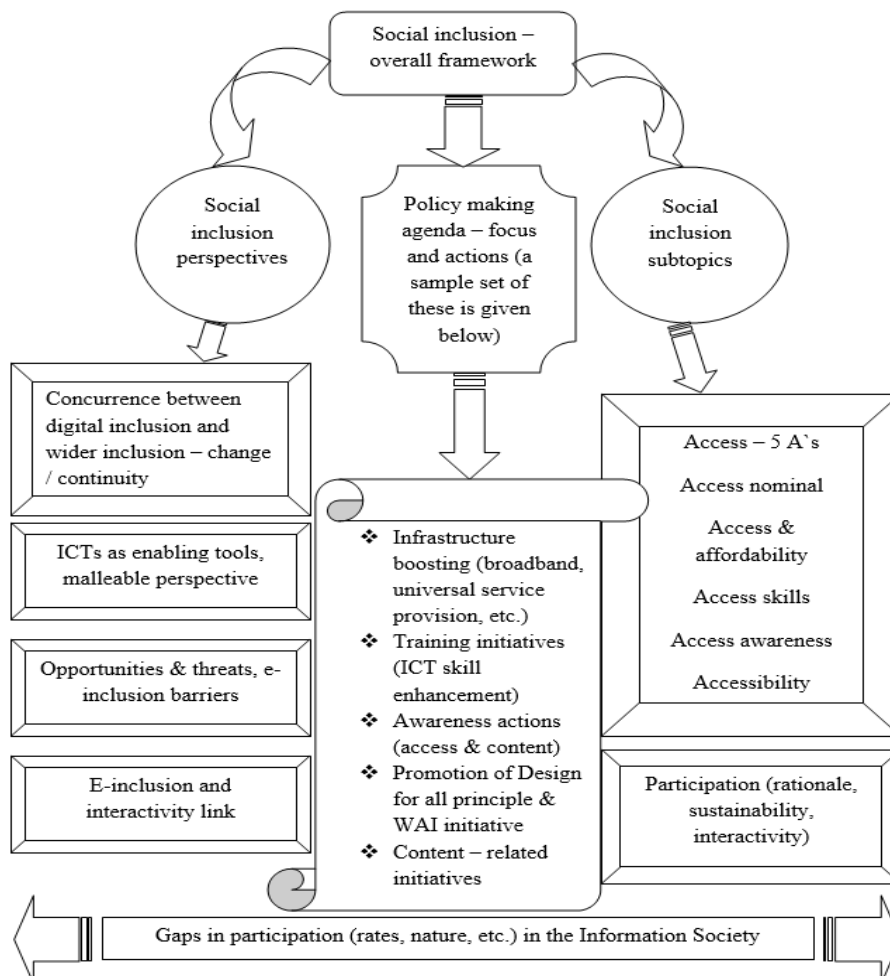 Social inclusion –
overall framework
Social
inclusion
perspectives
Policy making
agenda – focus
and actions (a
sample set of
these is given
below)
Social
inclusion
subtopics
Concurrence between
digital inclusion and
wider inclusion – change
/ continuity
ICTs as enabling tools,
malleable perspective
Opportunities & threats, e-
inclusion barriers
E-inclusion and
interactivity link
❖ Infrastructure
boosting (broadband,
universal service
provision, etc.)
❖ Training initiatives
(ICT skill
enhancement)
❖ Awareness actions
(access & content)
❖ Promotion of Design
for all principle &
WAI initiative
❖ Content – related
initiatives
Access – 5 A`s
Access nominal
Access &
affordability
Access skills
Access awareness
Accessibility
Participation (rationale,
sustainability,
interactivity)
Gaps in participation (rates, nature, etc.) in the Information Society